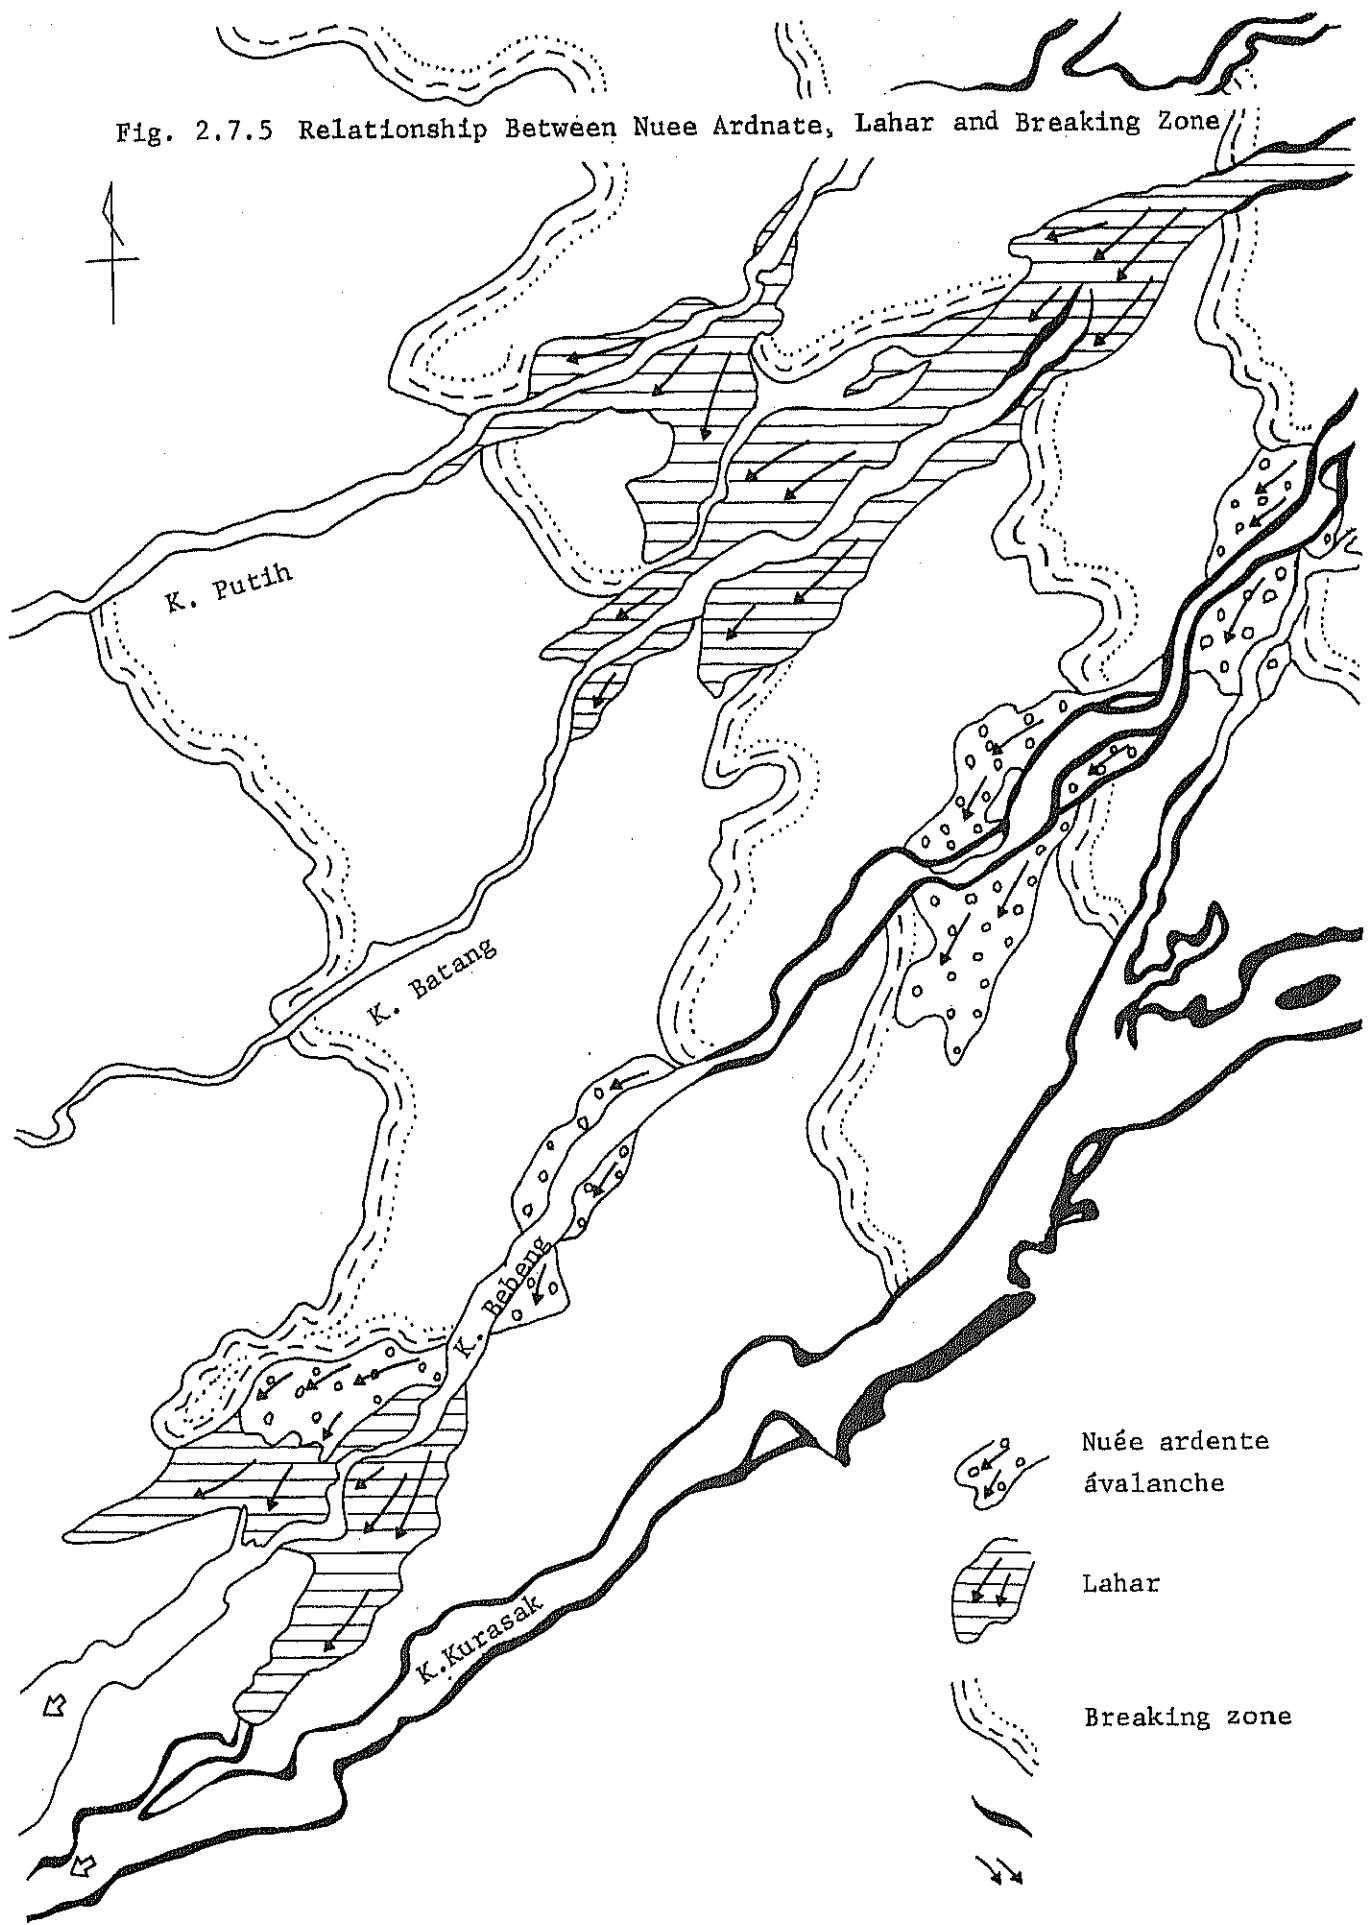 Fig. 2.7.5 Relationship Between Nuee Ardnate, Lahar and Breaking Zone
K. Putih
K. Batang
K. Bebeng
K.Kurasak
Nuée ardente
ávalanche
Lahar
Breaking zone